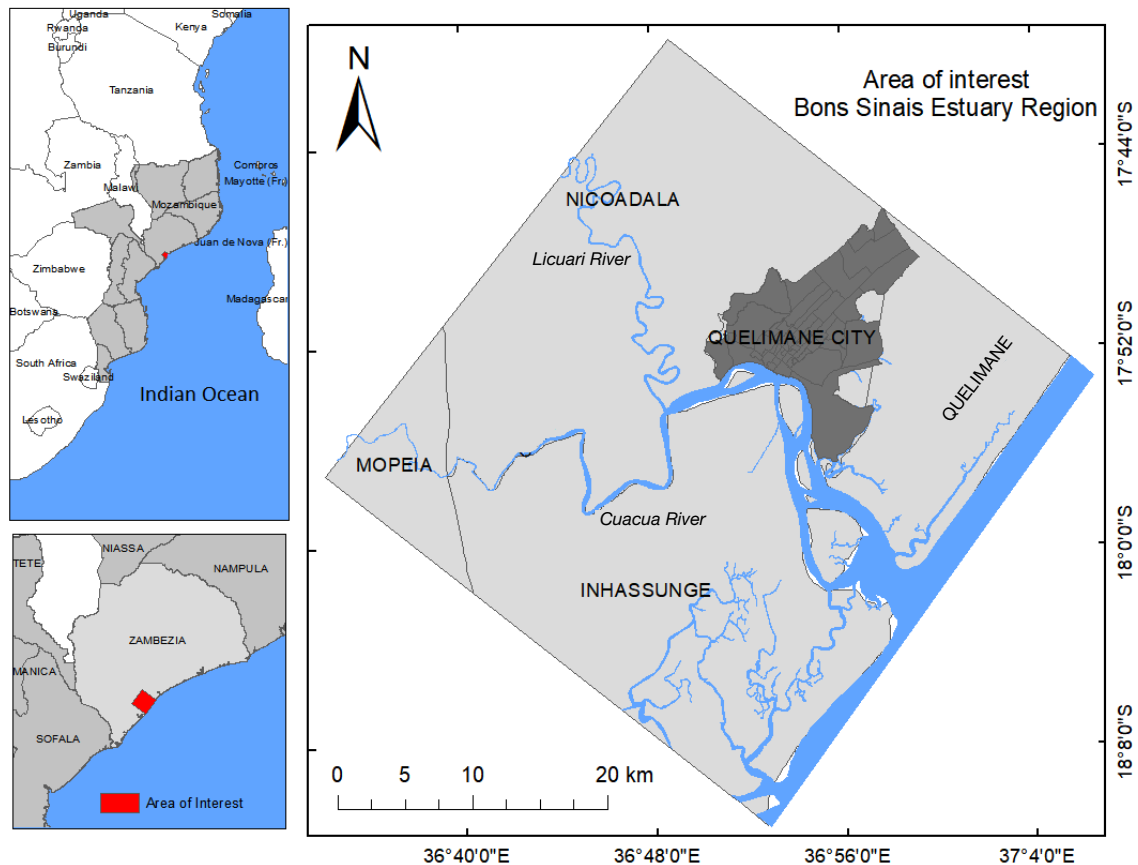 Uganda
Somalia
Rwanda
Kenya
Burundi
Tanzania
Zambia
Malawi
Comoros
Mayotte (Fr.)
Mozambique
Juan de Nova (Fr.)
Zimbabwe
Madagascar
Botswana
South Africa
Swaziland
Indian Ocean
Lesotho
NIASSA
TETE
NAMPULA
ZAMBEZIA
MANICA
SOFALA
Area of Interest
N
Area of interest
Bons Sinais Estuary Region
NICOADALA
Licuari River
QUELIMANE CITY
QUELIMANE
MOPEIA
Cuacua River
INHASSUNGE
0 5 10 20 km
17°44'0"S
17°52'0"S
18°0'0"S
18°8'0"S
36°40'0"E 36°48'0"E 36°56'0"E 37°4'0"E